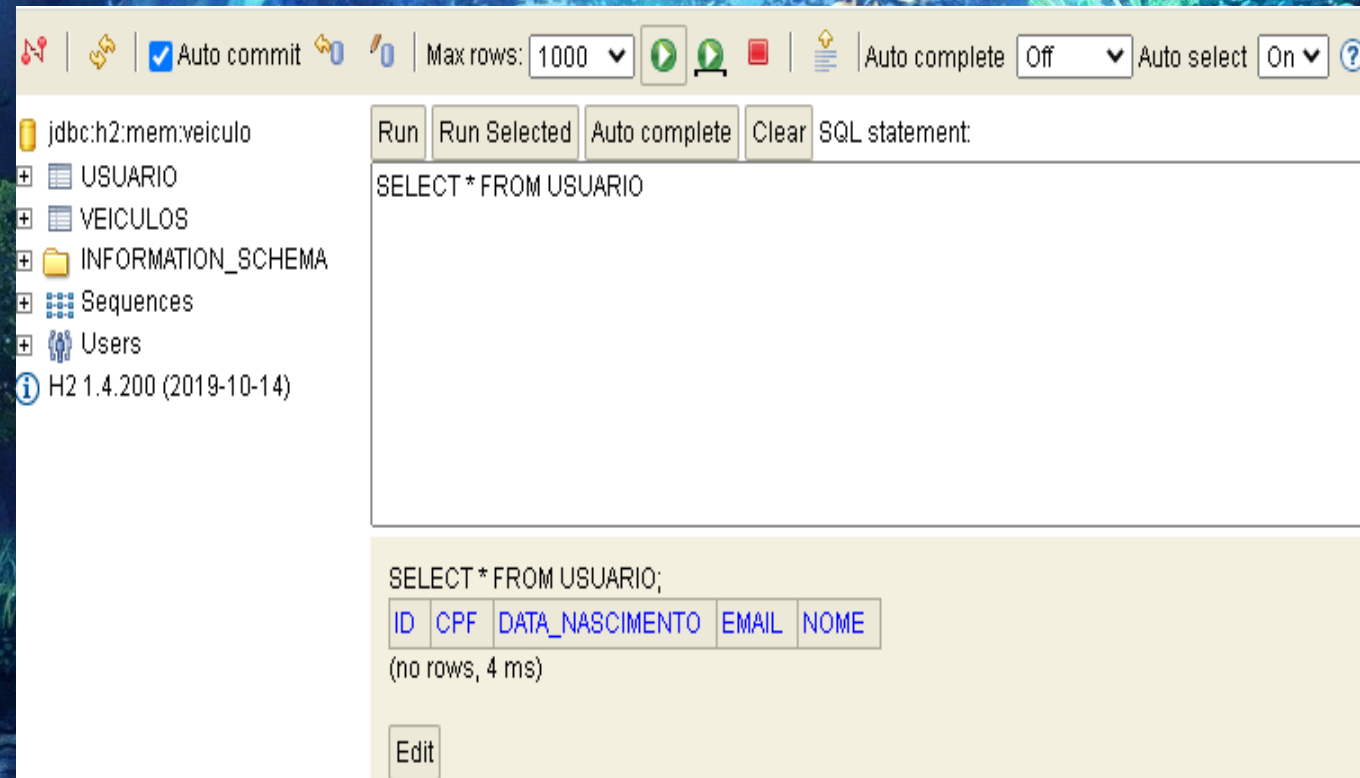 Auto commit Max rows: 1000 Auto complete Off Auto select On ?
jdbc:h2:mem:veiculo
USUARIO
VEICULOS
INFORMATION_SCHEMA
Sequences
Users
H2 1.4.200 (2019-10-14)
Run Run Selected Auto complete Clear SQL statement:
SELECT * FROM USUARIO
SELECT * FROM USUARIO;
ID CPF DATA_NASCIMENTO EMAIL NOME
(no rows, 4 ms)
Edit